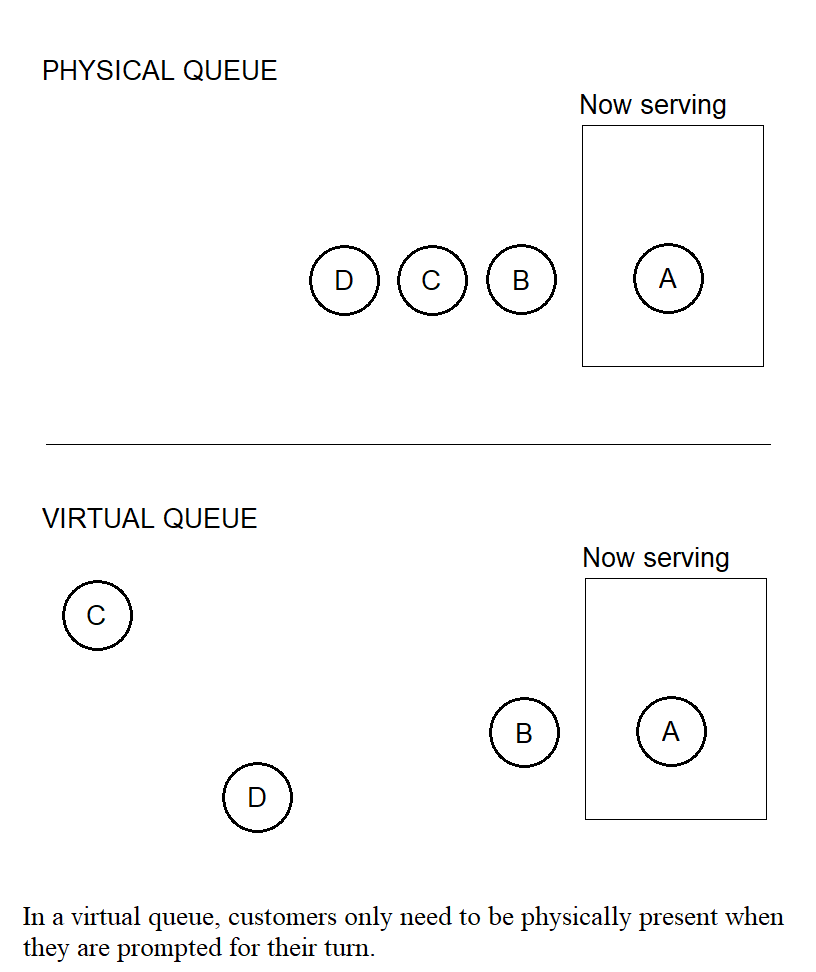 PHYSICAL QUEUE
Now serving
D C B A
VIRTUAL QUEUE
Now serving
C
B A
D
In a virtual queue, customers only need to be physically present when
they are prompted for their turn.